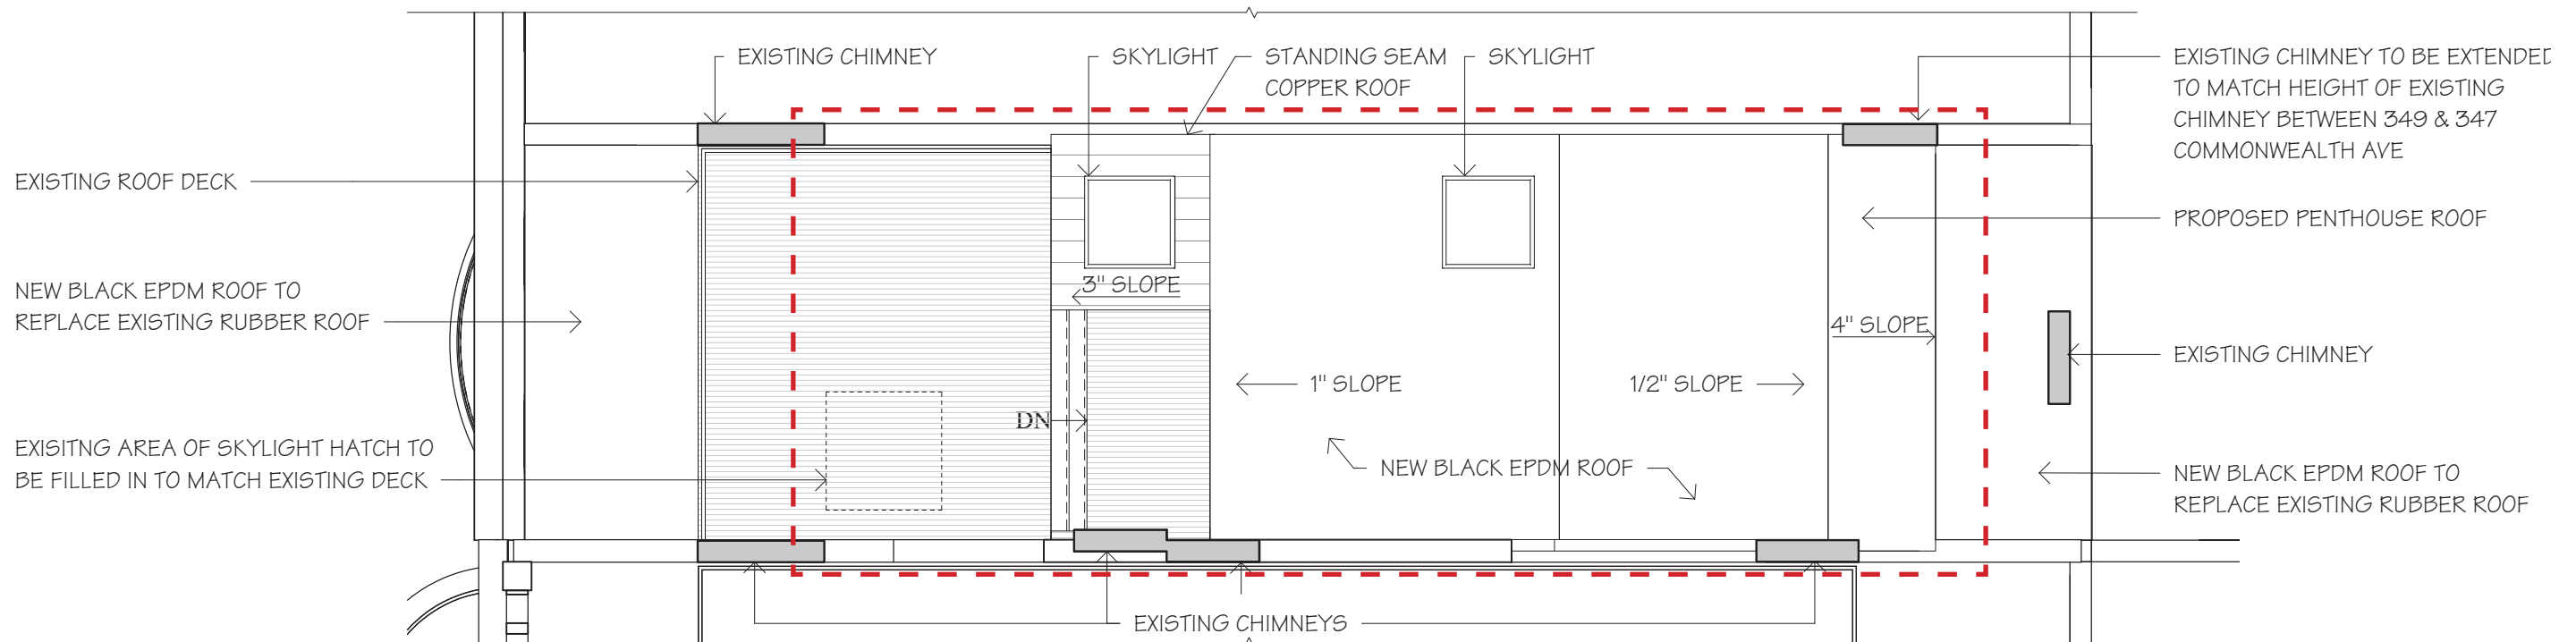 EXISTING CHIMNEY
SKYLIGHT
STANDING SEAM
COPPER ROOF
SKYLIGHT
EXISTING CHIMNEY TO BE EXTENDED
TO MATCH HEIGHT OF EXISTING
CHIMNEY BETWEEN 349 & 347
COMMONWEALTH AVE
EXISTING ROOF DECK
PROPOSED PENTHOUSE ROOF
NEW BLACK EPDM ROOF TO
REPLACE EXISTING RUBBER ROOF
3" SLOPE
4" SLOPE
EXISTING CHIMNEY
1" SLOPE
1/2" SLOPE
DN
EXISITNG AREA OF SKYLIGHT HATCH TO
BE FILLED IN TO MATCH EXISTING DECK
NEW BLACK EPDM ROOF
NEW BLACK EPDM ROOF TO
REPLACE EXISTING RUBBER ROOF
EXISTING CHIMNEYS